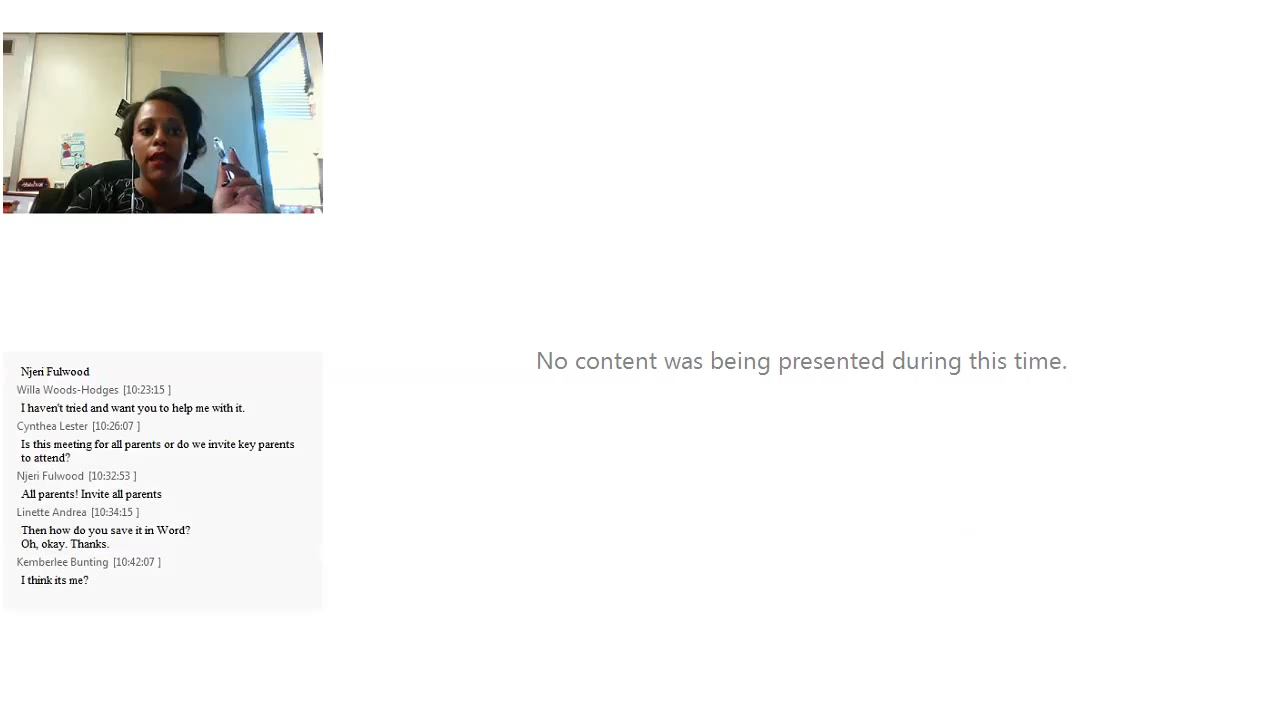 Njeri Fulwood
Willa Woods-Hodges [10:23:15 ]
I haven't tried and want you to help me with it.
Cynthea Lester [10:26:07 ]
Is this meeting for all parents or do we invite key parents
to attend?
Njeri Fulwood [10:32:53 ]
All parents! Invite all parents
Linette Andrea [10:34:15 ]
Then how do you save it in Word?
Oh, okay. Thanks.
Kemberlee Bunting [10:42:07 ]
I think its me?
No content was being presented during this time.